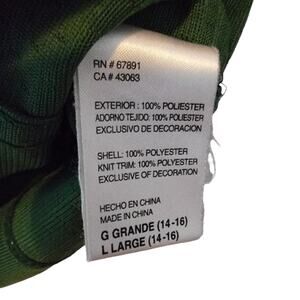 RN # 67891
CA # 43063
EXTERIOR : 100% POLIESTER
ADORNO TEJIDO: 100% POLIESTER
EXCLUSIVO DE DECORACION
SHELL: 100% POLYESTER
KNIT TRIM: 100% POLYESTER
EXCLUSIVE OF DECORATION
HECHO EN CHINA
MADE IN CHINA
G GRANDE (14-16)
L LARGE (14-16)